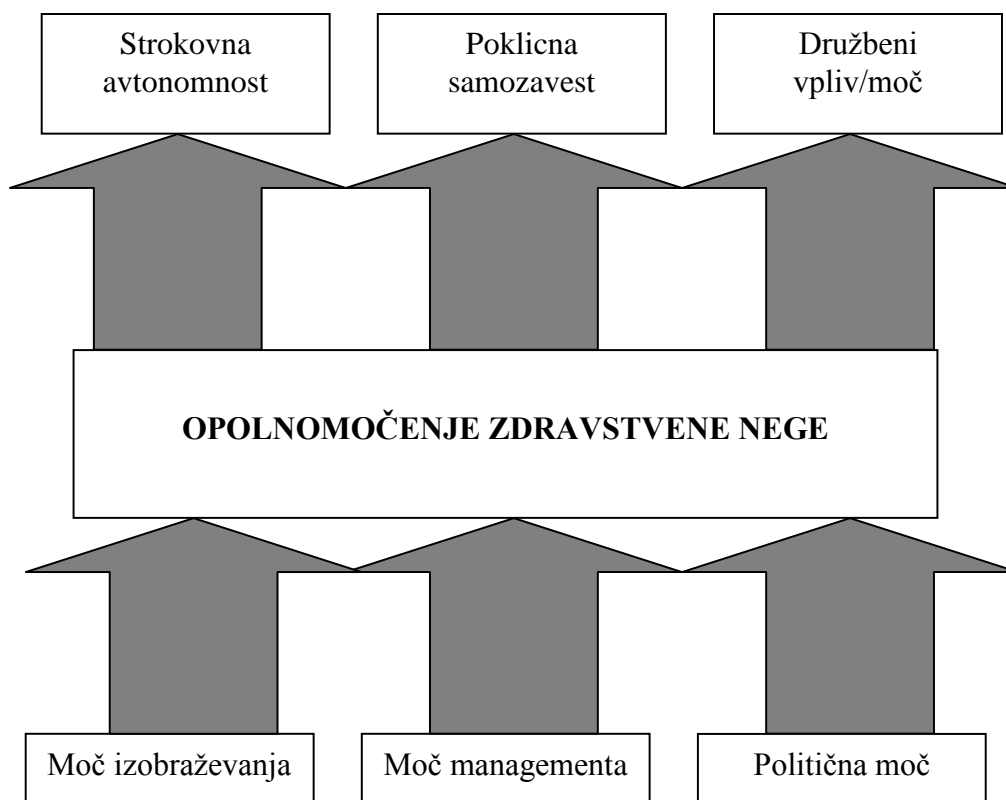 Strokovna
avtonomnost
Poklicna
samozavest
Družbeni
vpliv/moč
OPOLNOMOČENJE ZDRAVSTVENE NEGE
Moč izobraževanja
Moč managementa
Politična moč